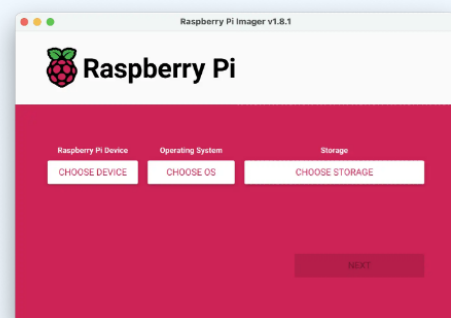 Raspberry Pi Imager v1.8.1
Raspberry Pi
Raspberry Pi Device Operating System Storage
CHOOSE DEVICE CHOOSE OS CHOOSE STORAGE
NEXT